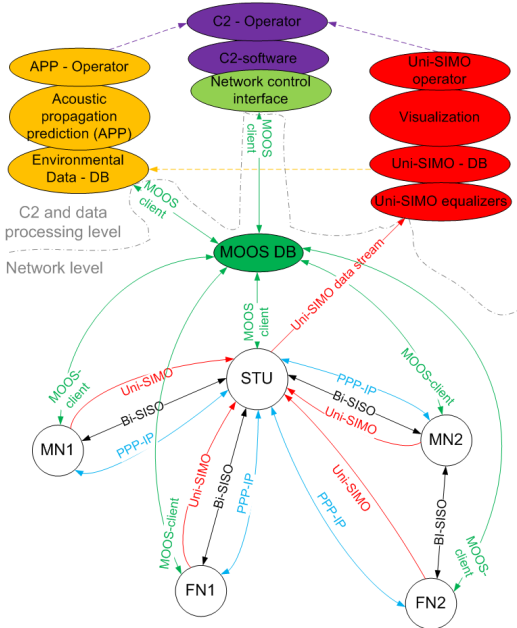 C2 - Operator
C2-software
Network control
interface
APP - Operator
Acoustic
propagation
prediction (APP)
Environmental
Data - DB
Uni-SIMO
operator
Visualization
Uni-SIMO - DB
Uni-SIMO equalizers
MOOS
client
MOOS
client
C2 and data
processing level
Network level
MOOS DB
Uni-SIMO data stream
MOOS
client
STU
MOOS-
client
Uni-SIMO
Bi-SISO
PPP-IP
MN1
PPP-IP
Bi-SISO
Uni-SIMO
MOOS-client
MN2
MOOS-client
Uni-SIMO
Bi-SISO
PPP-IP
FN1
PPP-IP
Uni-SIMO
BI-SISO
MOOS-
client
FN2